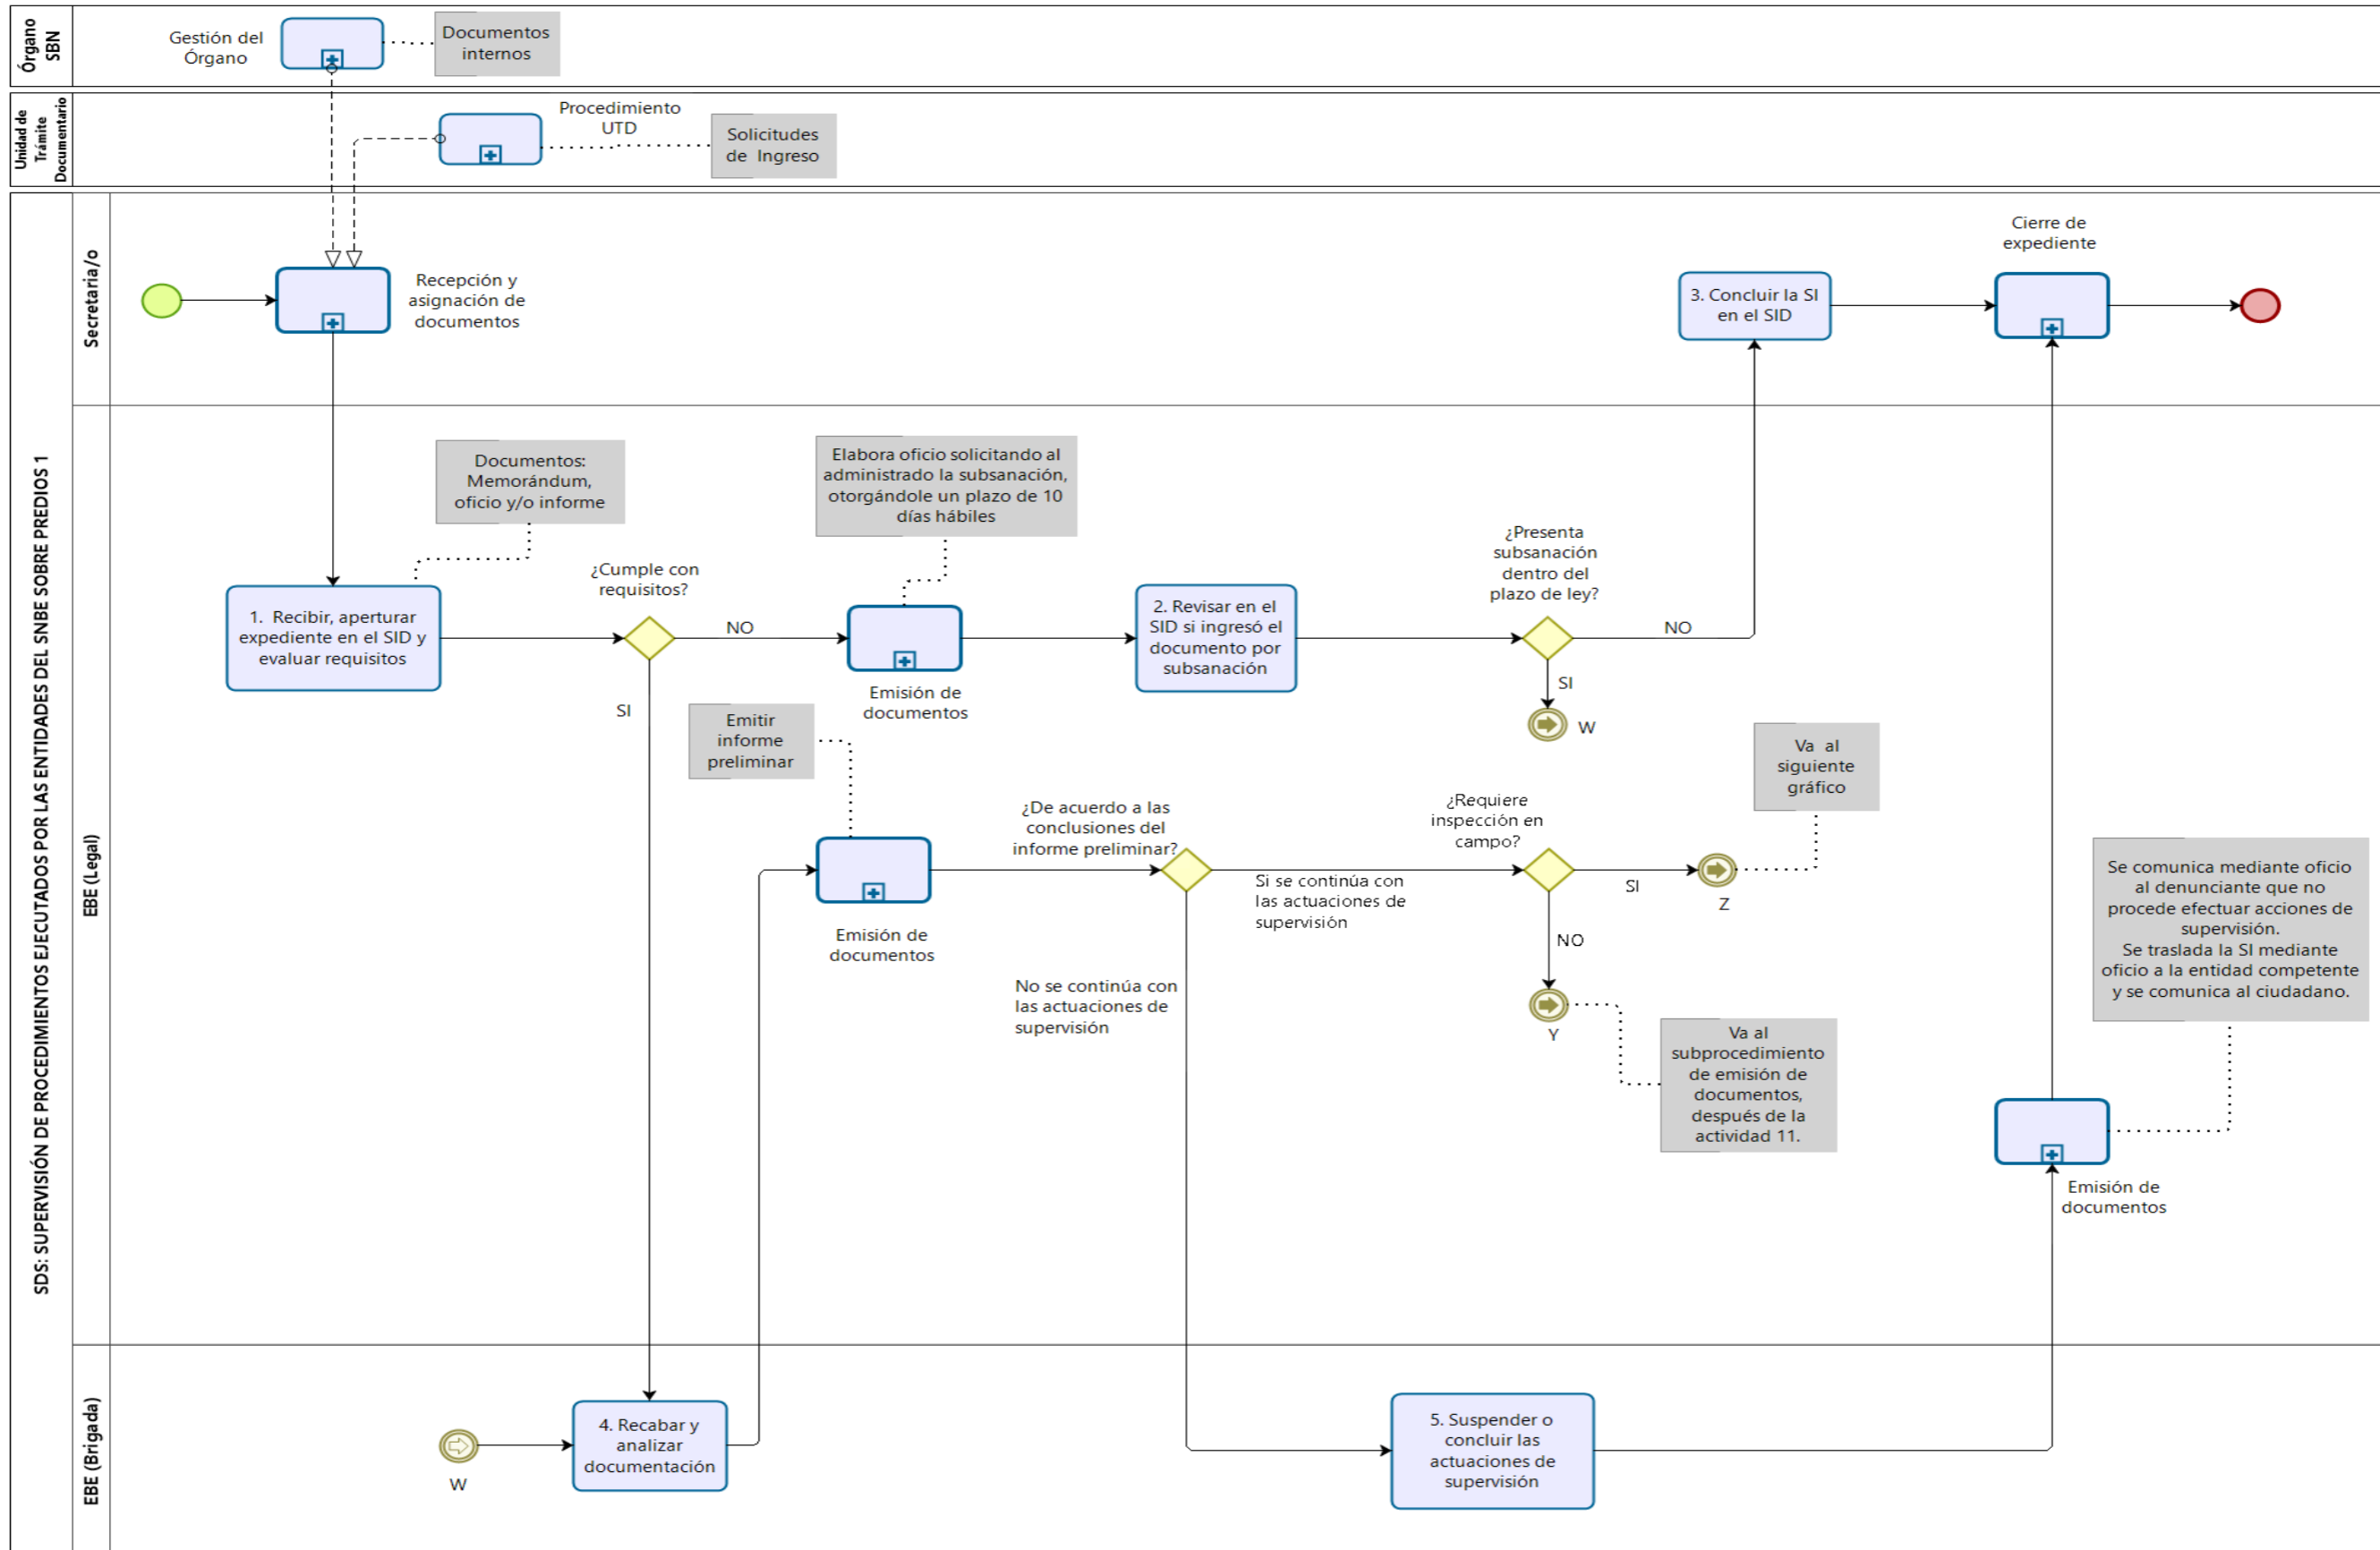 Órgano
SBN
Gestión del
Órgano
Documentos
internos
Unidad de
Trámite
Documentario
Procedimiento
UTD
Solicitudes
de Ingreso
SDS: SUPERVISIÓN DE PROCEDIMIENTOS EJECUTADOS POR LAS ENTIDADES DEL SNBE SOBRE PREDIOS 1
Secretaria/o
Recepción y
asignación de
documentos
3. Concluir la SI
en el SID
Cierre de
expediente
EBE (Legal)
Documentos:
Memorándum,
oficio y/o informe
1. Recibir, aperturar
expediente en el SID y
evaluar requisitos
¿Cumple con
requisitos?
NO
SI
Elabora oficio solicitando al
administrado la subsanación,
otorgándole un plazo de 10
días hábiles
Emisión de
documentos
2. Revisar en el
SID si ingresó el
documento por
subsanación
¿Presenta
subsanación
dentro del
plazo de ley?
NO
SI
W
Emitir
informe
preliminar
Emisión de
documentos
¿De acuerdo a las
conclusiones del
informe preliminar?
Si se continúa con
las actuaciones de
supervisión
No se continúa con
las actuaciones de
supervisión
¿Requiere
inspección en
campo?
SI
Z
Va al
siguiente
gráfico
NO
Y
Va al
subprocedimiento
de emisión de
documentos,
después de la
actividad 11.
Se comunica mediante oficio
al denunciante que no
procede efectuar acciones de
supervisión.
Se traslada la SI mediante
oficio a la entidad competente
y se comunica al ciudadano.
Emisión de
documentos
EBE (Brigada)
W
4. Recabar y
analizar
documentación
5. Suspender o
concluir las
actuaciones de
supervisión